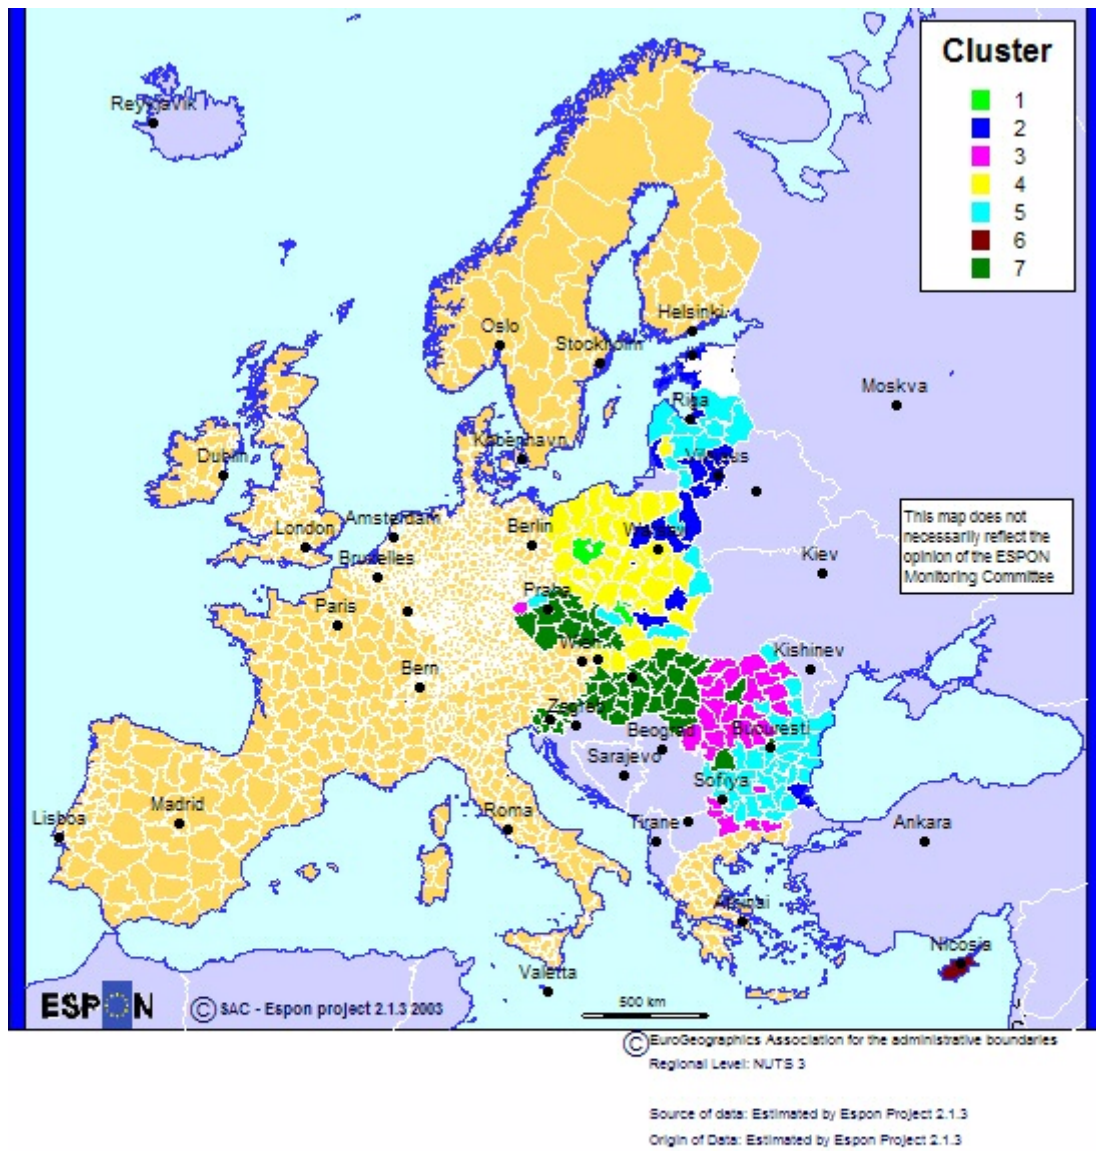 Cluster
1
2
3
4
5
6
7
Reykjavik
Helsinki
Oslo
Stockholm
Moskva
Riga
København
Dublin
Vilnius
Amsterdam
London
Berlin
This map does not
necessarily reflect the
opinion of the ESPON
Monitoring Committee
Bruxelles
Kiev
Praha
Paris
Wien
Kishinev
Bern
Zagreb
Beograd
Bucuresti
Sarajevo
Sofiya
Madrid
Lisboa
Roma
Tirane
Ankara
Athinai
Nicosia
Valetta
ESPON
© SAC - Espon project 2.1.3 2003
500 km
© EuroGeographics Association for the administrative boundaries
Regional Level: NUTS 3
Source of data: Estimated by Espon Project 2.1.3
Origin of Data: Estimated by Espon Project 2.1.3